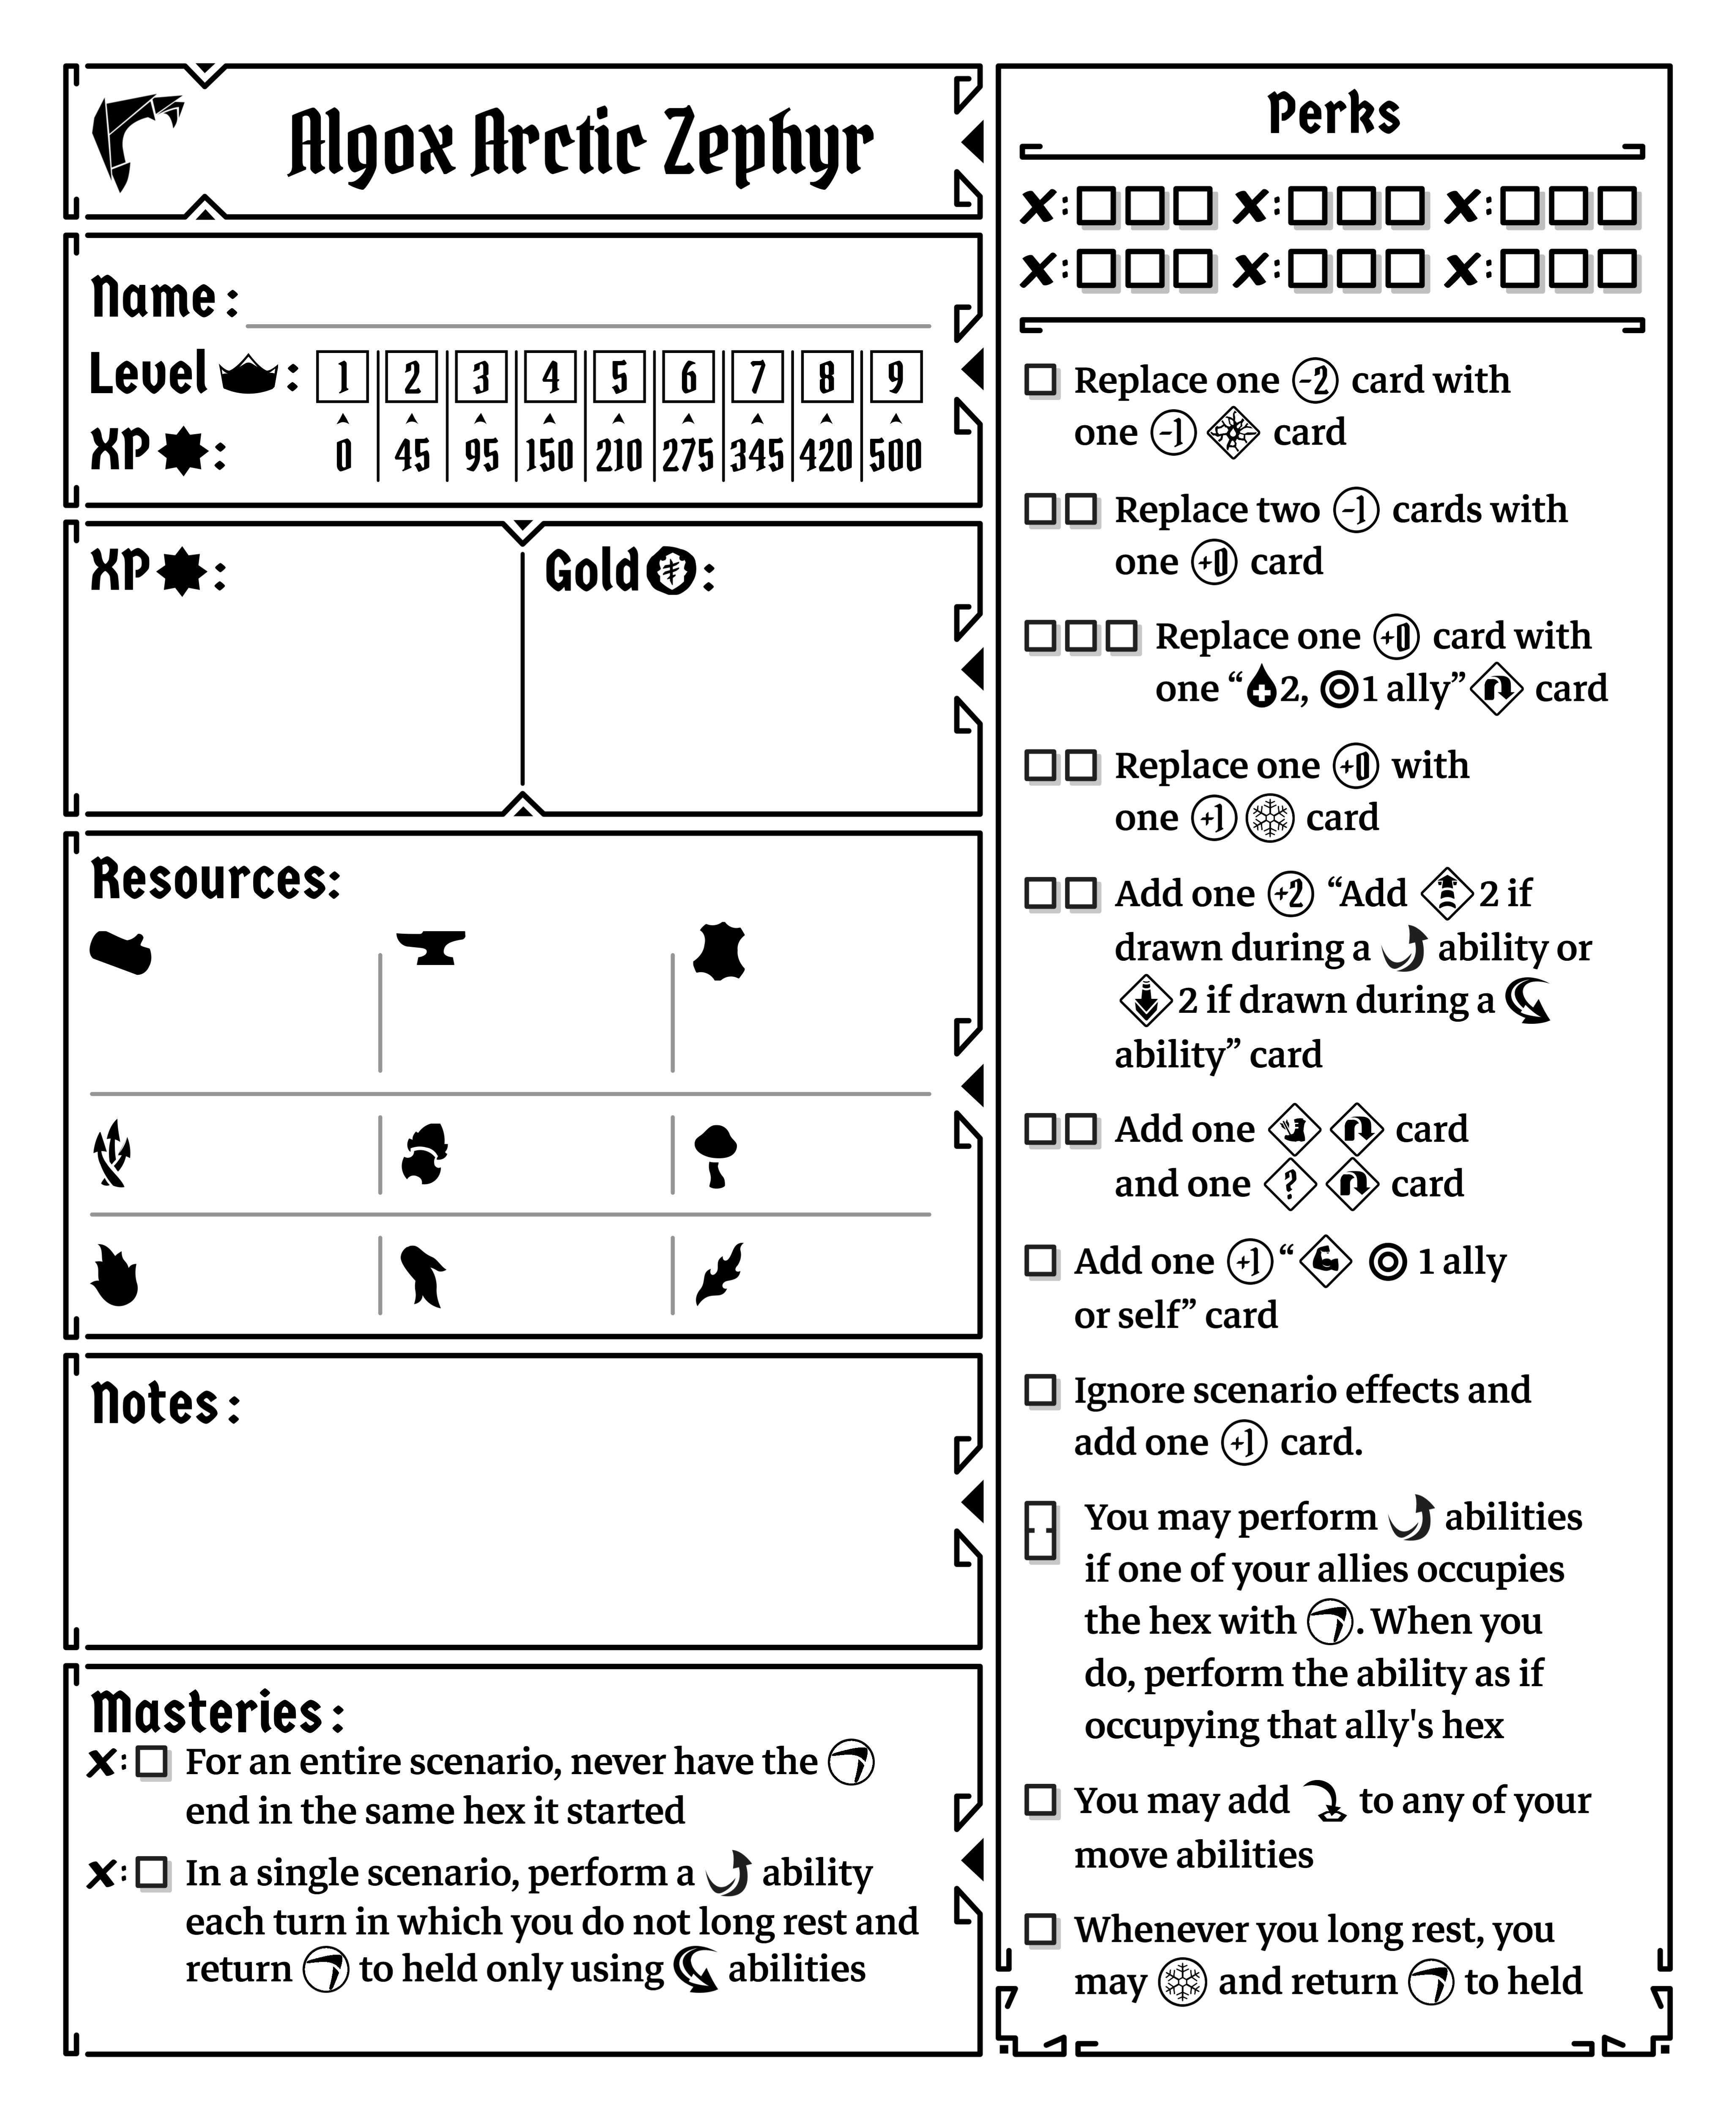 Algox Arctic Zephyr
Name:
Level :
1 2 3 4 5 6 7 8 9
XP :
0 45 95 150 210 275 345 420 500
XP :
Gold :
Resources:
Notes:
Masteries:
x: For an entire scenario, never have the
end in the same hex it started
x: In a single scenario, perform a ability
each turn in which you do not long rest and
return to held only using abilities
Perks
x: x: x:
x: x: x:
Replace one -2 card with
one -1 card
Replace two -1 cards with
one +0 card
Replace one +0 card with
one “2, 1 ally” card
Replace one +0 with
one +1 card
Add one +2 “Add 2 if
drawn during a ability or
2 if drawn during a
ability” card
Add one card
and one ? card
Add one +1 “ 1 ally
or self” card
Ignore scenario effects and
add one +1 card.
You may perform abilities
if one of your allies occupies
the hex with . When you
do, perform the ability as if
occupying that ally's hex
You may add to any of your
move abilities
Whenever you long rest, you
may and return to held